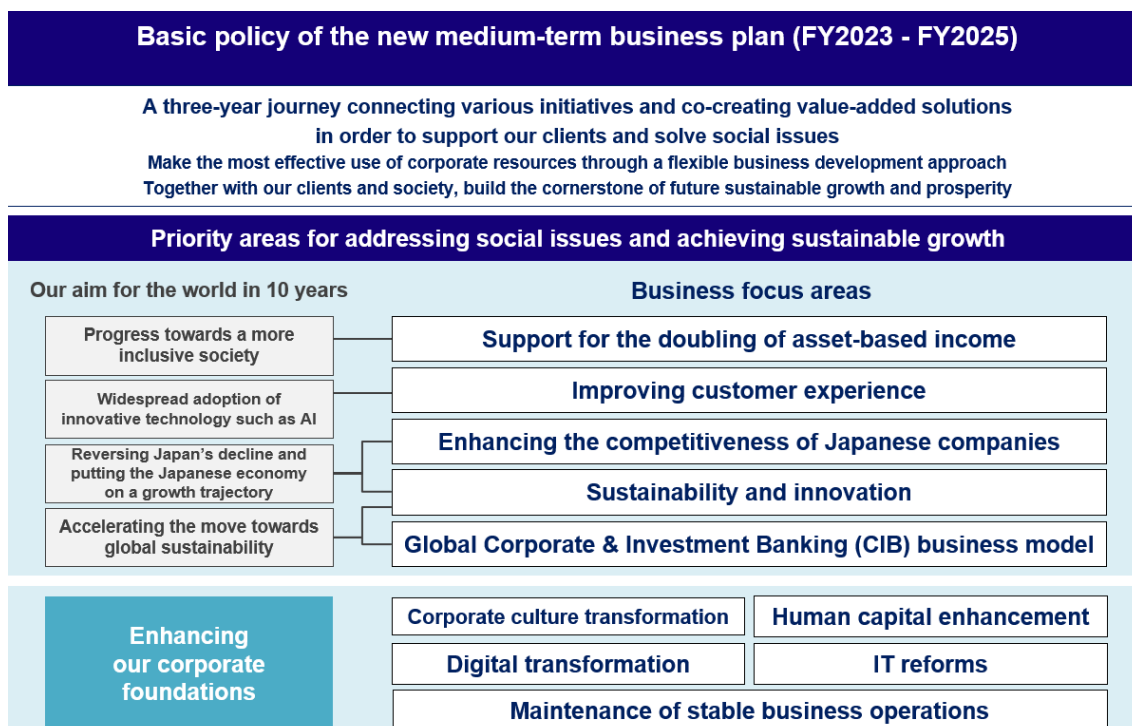 Basic policy of the new medium-term business plan (FY2023 - FY2025)
A three-year journey connecting various initiatives and co-creating value-added solutions
in order to support our clients and solve social issues
Make the most effective use of corporate resources through a flexible business development approach
Together with our clients and society, build the cornerstone of future sustainable growth and prosperity
Priority areas for addressing social issues and achieving sustainable growth
Our aim for the world in 10 years
Business focus areas
Progress towards a more
inclusive society
Support for the doubling of asset-based income
Widespread adoption of
innovative technology such as AI
Improving customer experience
Reversing Japan's decline and
putting the Japanese economy
on a growth trajectory
Enhancing the competitiveness of Japanese companies
Sustainability and innovation
Accelerating the move towards
global sustainability
Global Corporate & Investment Banking (CIB) business model
Enhancing
our corporate
foundations
Corporate culture transformation
Human capital enhancement
Digital transformation
IT reforms
Maintenance of stable business operations